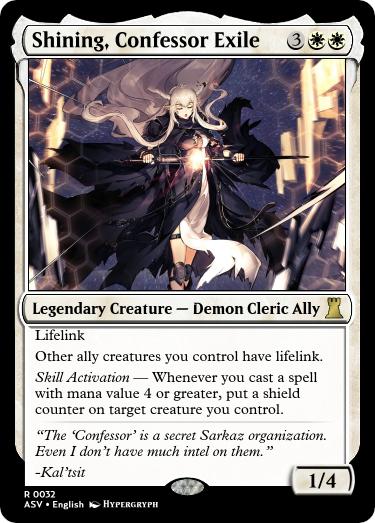 Shining, Confessor Exile 3
Legendary Creature — Demon Cleric Ally
Lifelink
Other ally creatures you control have lifelink.
Skill Activation — Whenever you cast a spell
with mana value 4 or greater, put a shield
counter on target creature you control.
“The ‘Confessor’ is a secret Sarkaz organization.
Even I don’t have much intel on them.”
-Kal’tsit
1/4
R 0032
ASV • English HYPERGRYPH